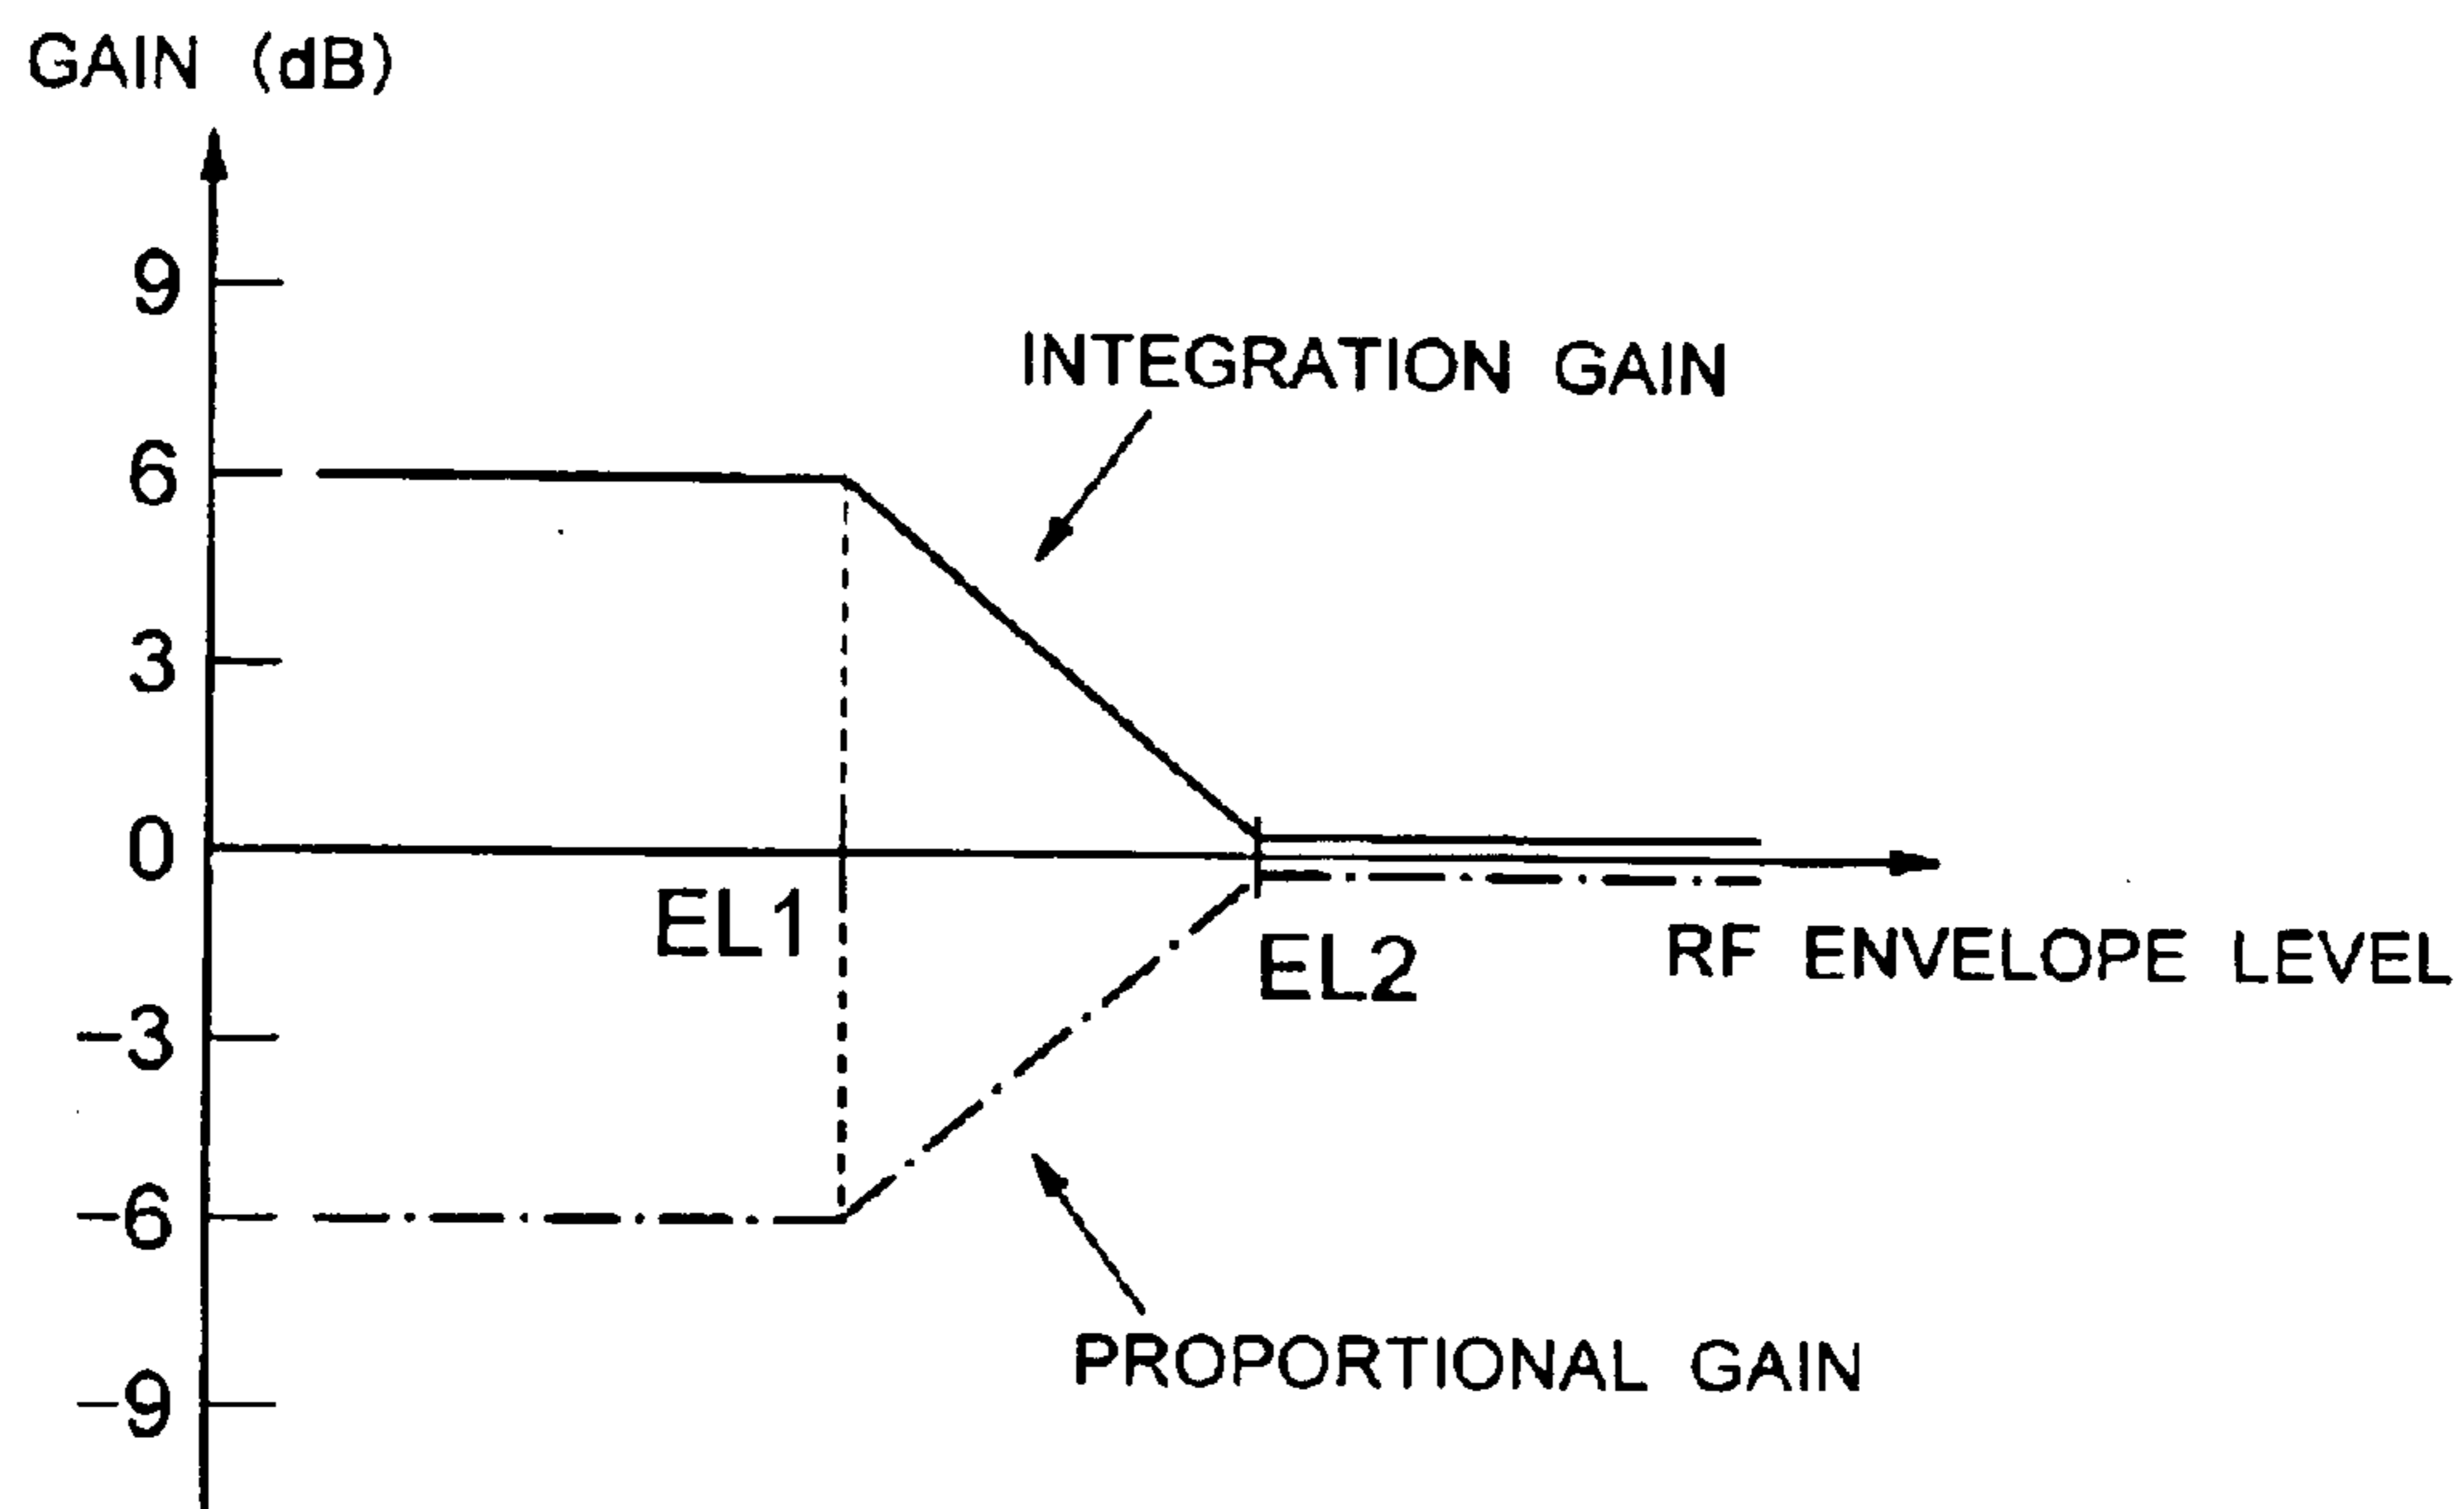 GAIN (dB)
9
INTEGRATION GAIN
6
3
0
EL1
EL2
RF ENVELOPE LEVEL
-3
-6
PROPORTIONAL GAIN
-9